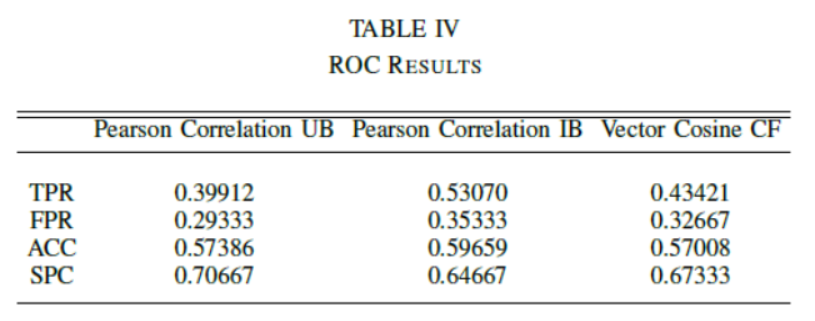 TABLE IV
ROC RESULTS
Pearson Correlation UB Pearson Correlation IB Vector Cosine CF
TPR 0.39912 0.53070 0.43421
FPR 0.29333 0.35333 0.32667
ACC 0.57386 0.59659 0.57008
SPC 0.70667 0.64667 0.67333